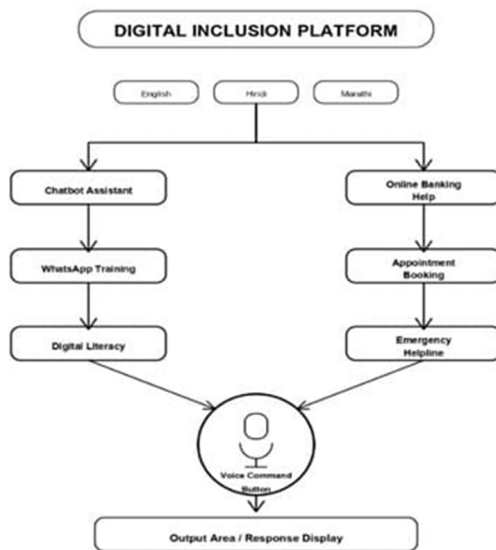 DIGITAL INCLUSION PLATFORM
English
Hindi
Marathi
Chatbot Assistant
Online Banking
Help
WhatsApp Training
Appointment
Booking
Digital Literacy
Emergency
Helpline
Voice Command
Button
Output Area / Response Display